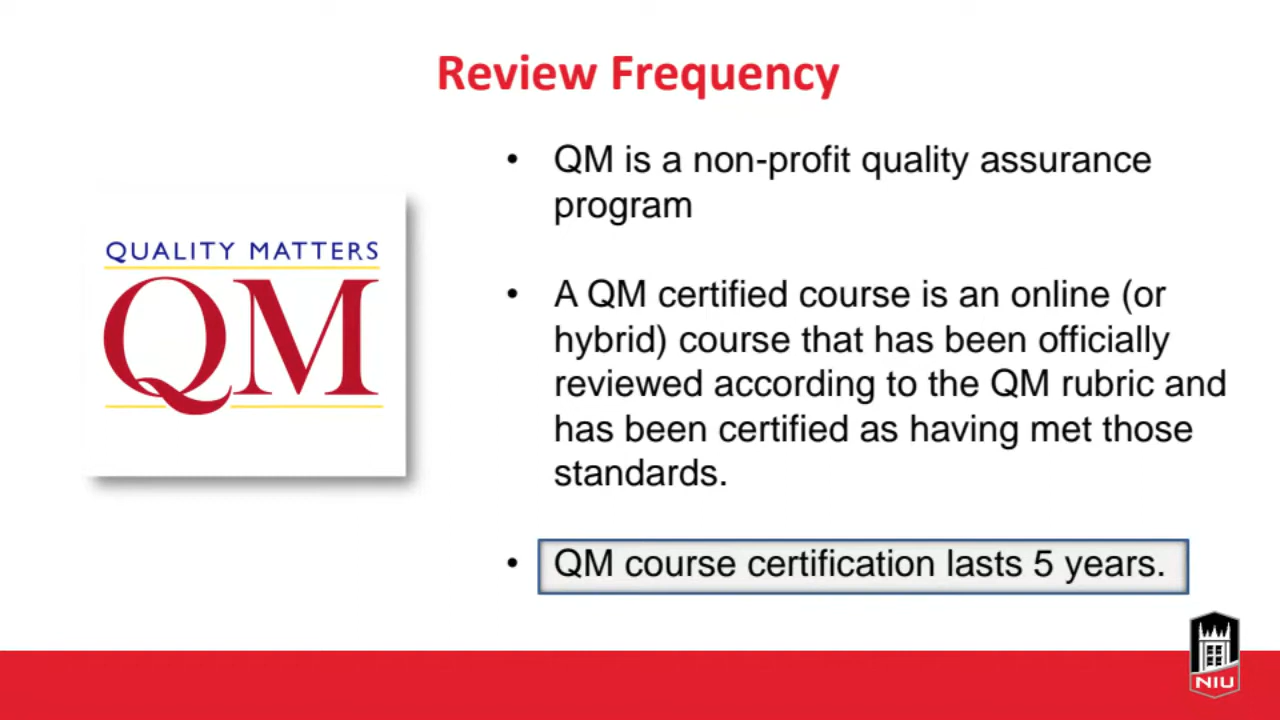 Review Frequency
QUALITY MATTERS
QM
• QM is a non-profit quality assurance
program
• A QM certified course is an online (or
hybrid) course that has been officially
reviewed according to the QM rubric and
has been certified as having met those
standards.
• QM course certification lasts 5 years.
NIU